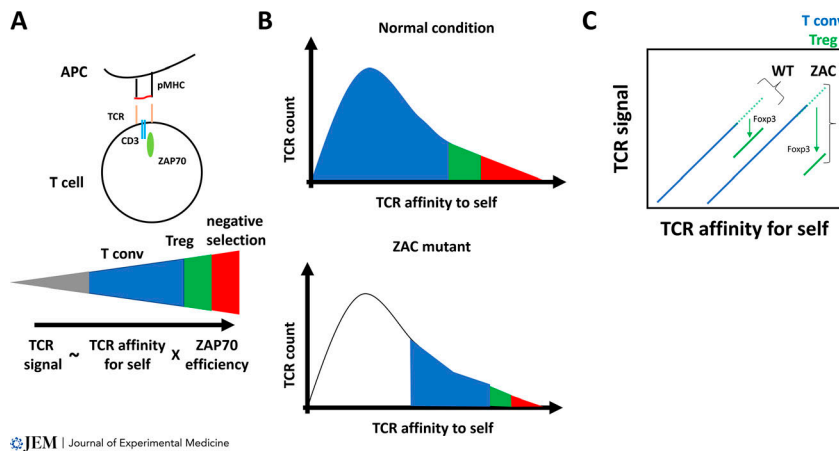 A
APC
pMHC
TCR
CD3
ZAP70
T cell
negative
selection
Treg
T conv
TCR
signal
~
TCR affinity
for self
X
ZAP70
efficiency
JEM | Journal of Experimental Medicine
B
Normal condition
TCR count
TCR affinity to self
ZAC mutant
TCR count
TCR affinity to self
C
T conv
Treg
WT
ZAC
Foxp3
Foxp3
TCR signal
TCR affinity for self